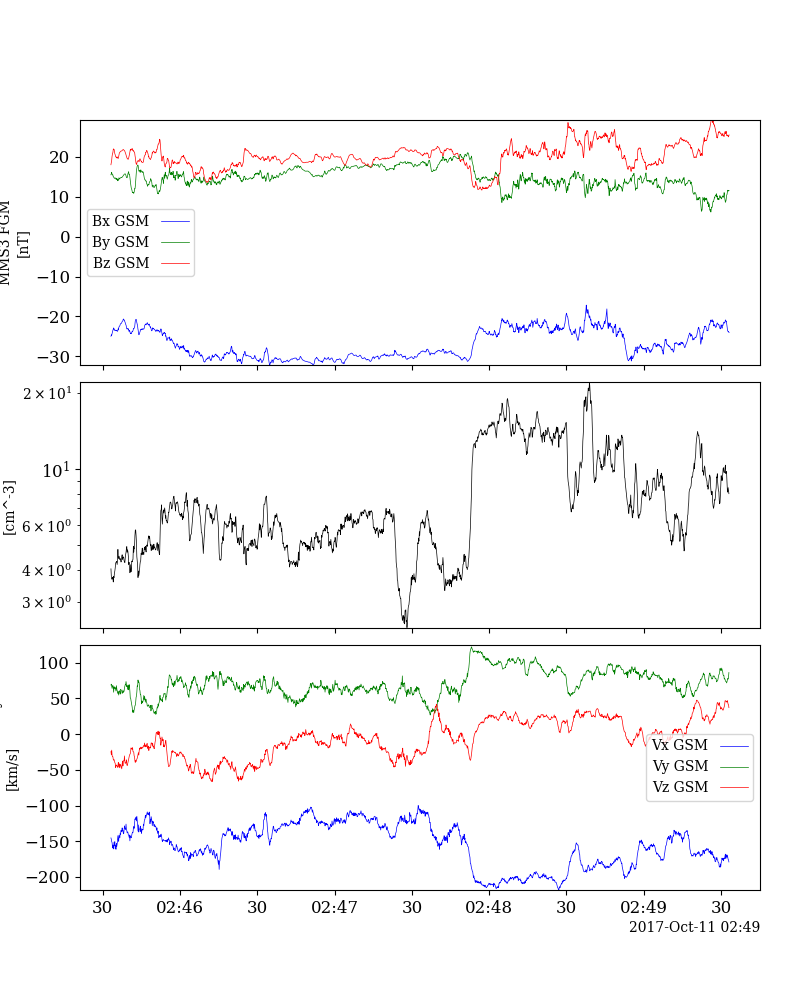 20
10
0
−10
−20
−30
MMS3 FGM
[nT]
Bx GSM
By GSM
Bz GSM
2 × 10¹
10¹
6 × 10⁰
4 × 10⁰
3 × 10⁰
[cm^-3]
100
50
0
−50
−100
−150
−200
[km/s]
Vx GSM
Vy GSM
Vz GSM
30 02:46 30 02:47 30 02:48 30 02:49 30
2017-Oct-11 02:49